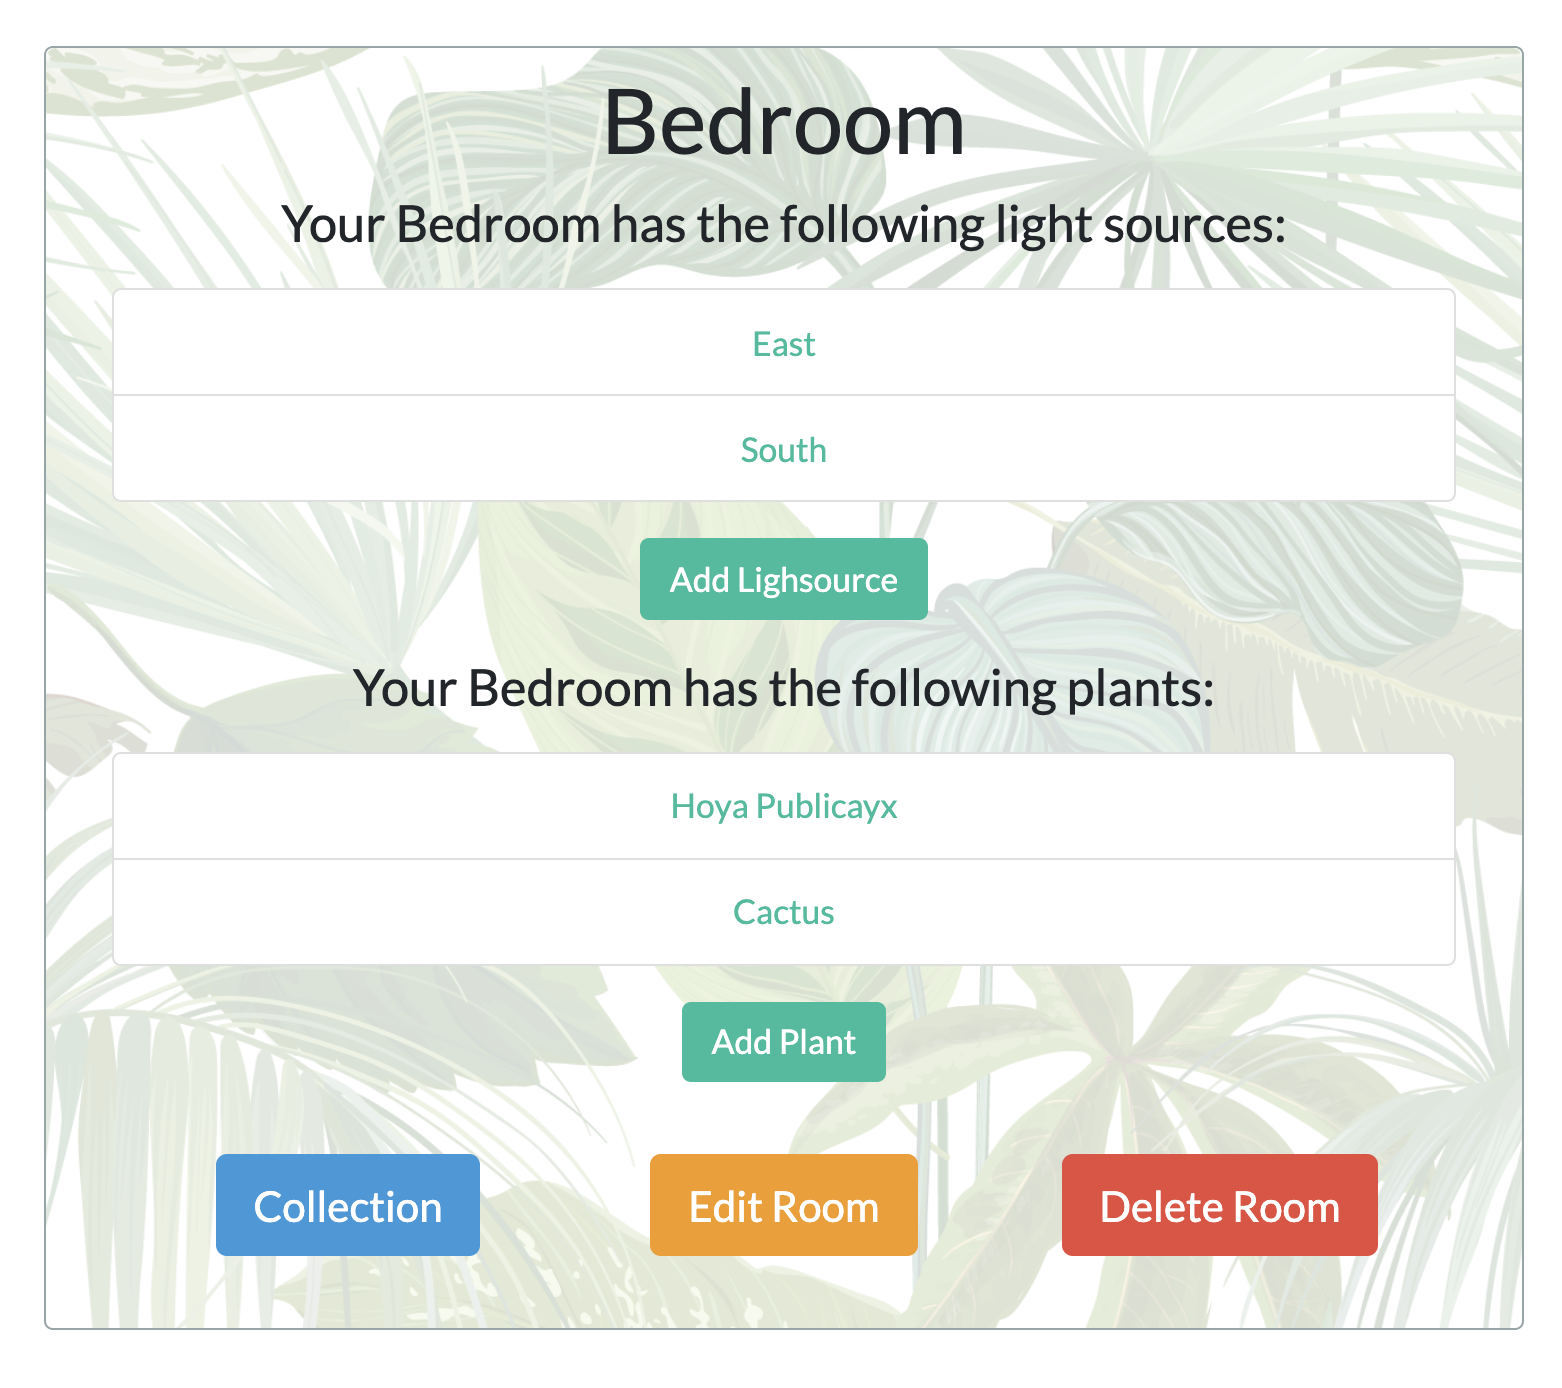 Bedroom
Your Bedroom has the following light sources:
East
South
Add Lighsource
Your Bedroom has the following plants:
Hoya Publicayx
Cactus
Add Plant
Collection
Edit Room
Delete Room